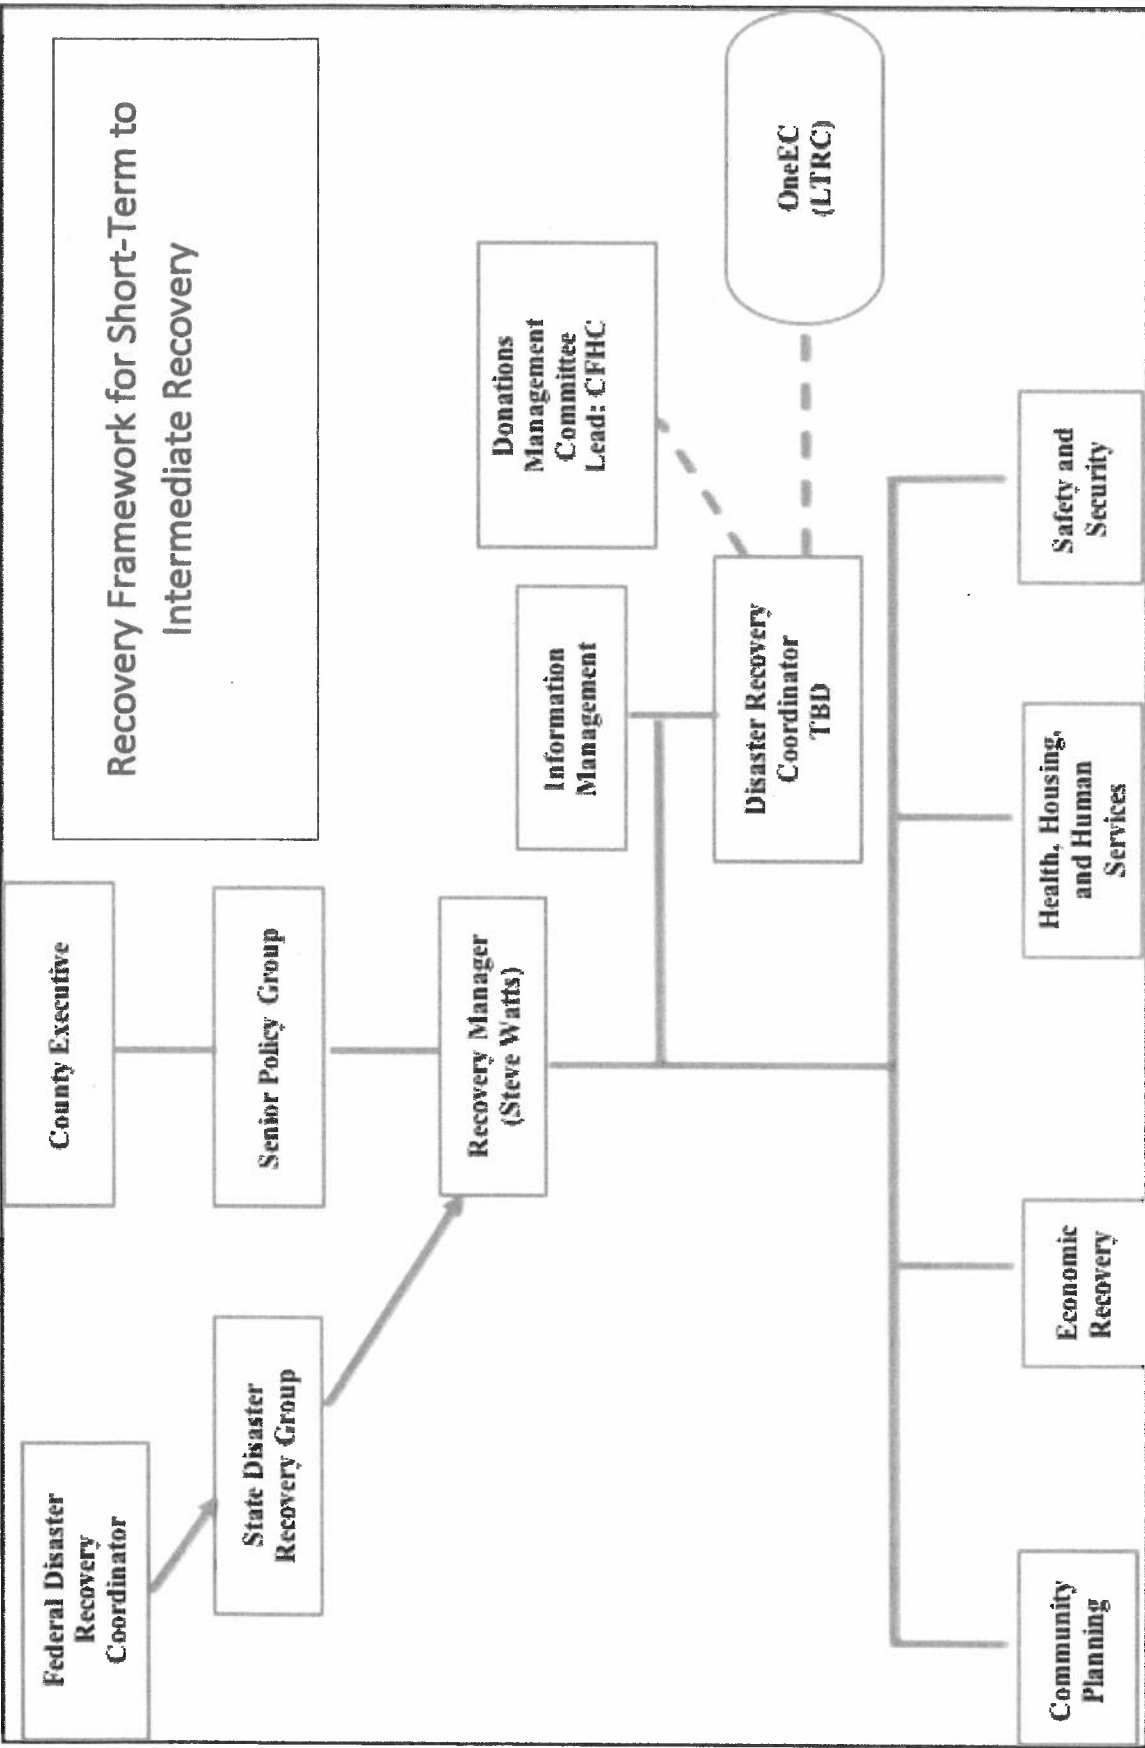 Recovery Framework for Short-Term to
Intermediate Recovery
Federal Disaster
Recovery
Coordinator
County Executive
State Disaster
Recovery Group
Senior Policy Group
Recovery Manager
(Steve Watts)
Information
Management
Donations
Management
Committee
Lead: CFHC
Disaster Recovery
Coordinator
TBD
OneEC
(LTRC)
Community
Planning
Economic
Recovery
Health, Housing,
and Human
Services
Safety and
Security